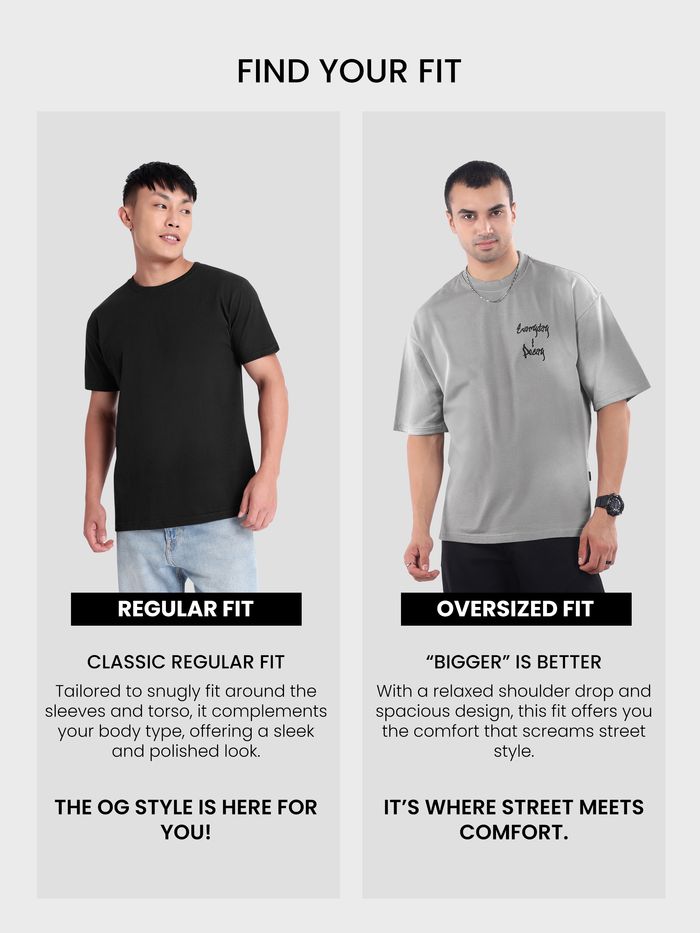 FIND YOUR FIT
Everyday
Decay
REGULAR FIT
CLASSIC REGULAR FIT
Tailored to snugly fit around the
sleeves and torso, it complements
your body type, offering a sleek
and polished look.
THE OG STYLE IS HERE FOR
YOU!
OVERSIZED FIT
“BIGGER” IS BETTER
With a relaxed shoulder drop and
spacious design, this fit offers you
the comfort that screams street
style.
IT’S WHERE STREET MEETS
COMFORT.